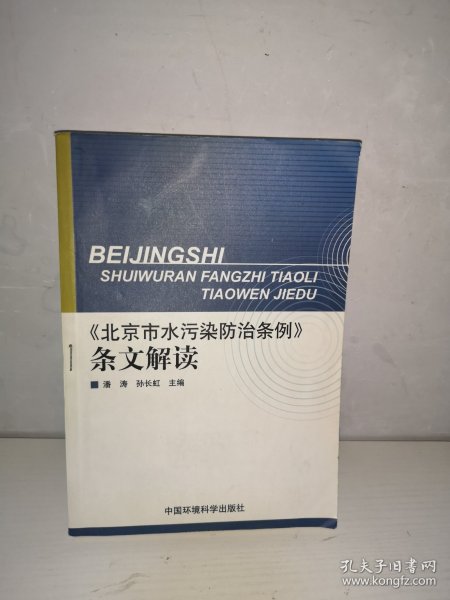 BEIJINGSHI
SHUIWURAN FANGZHI TIAOLI
TIAOWEN JIEDU
《北京市水污染防治条例》
条文解读
潘 涛 孙长虹 主编
中国环境科学出版社
孔夫子旧书网
www.kongfz.com